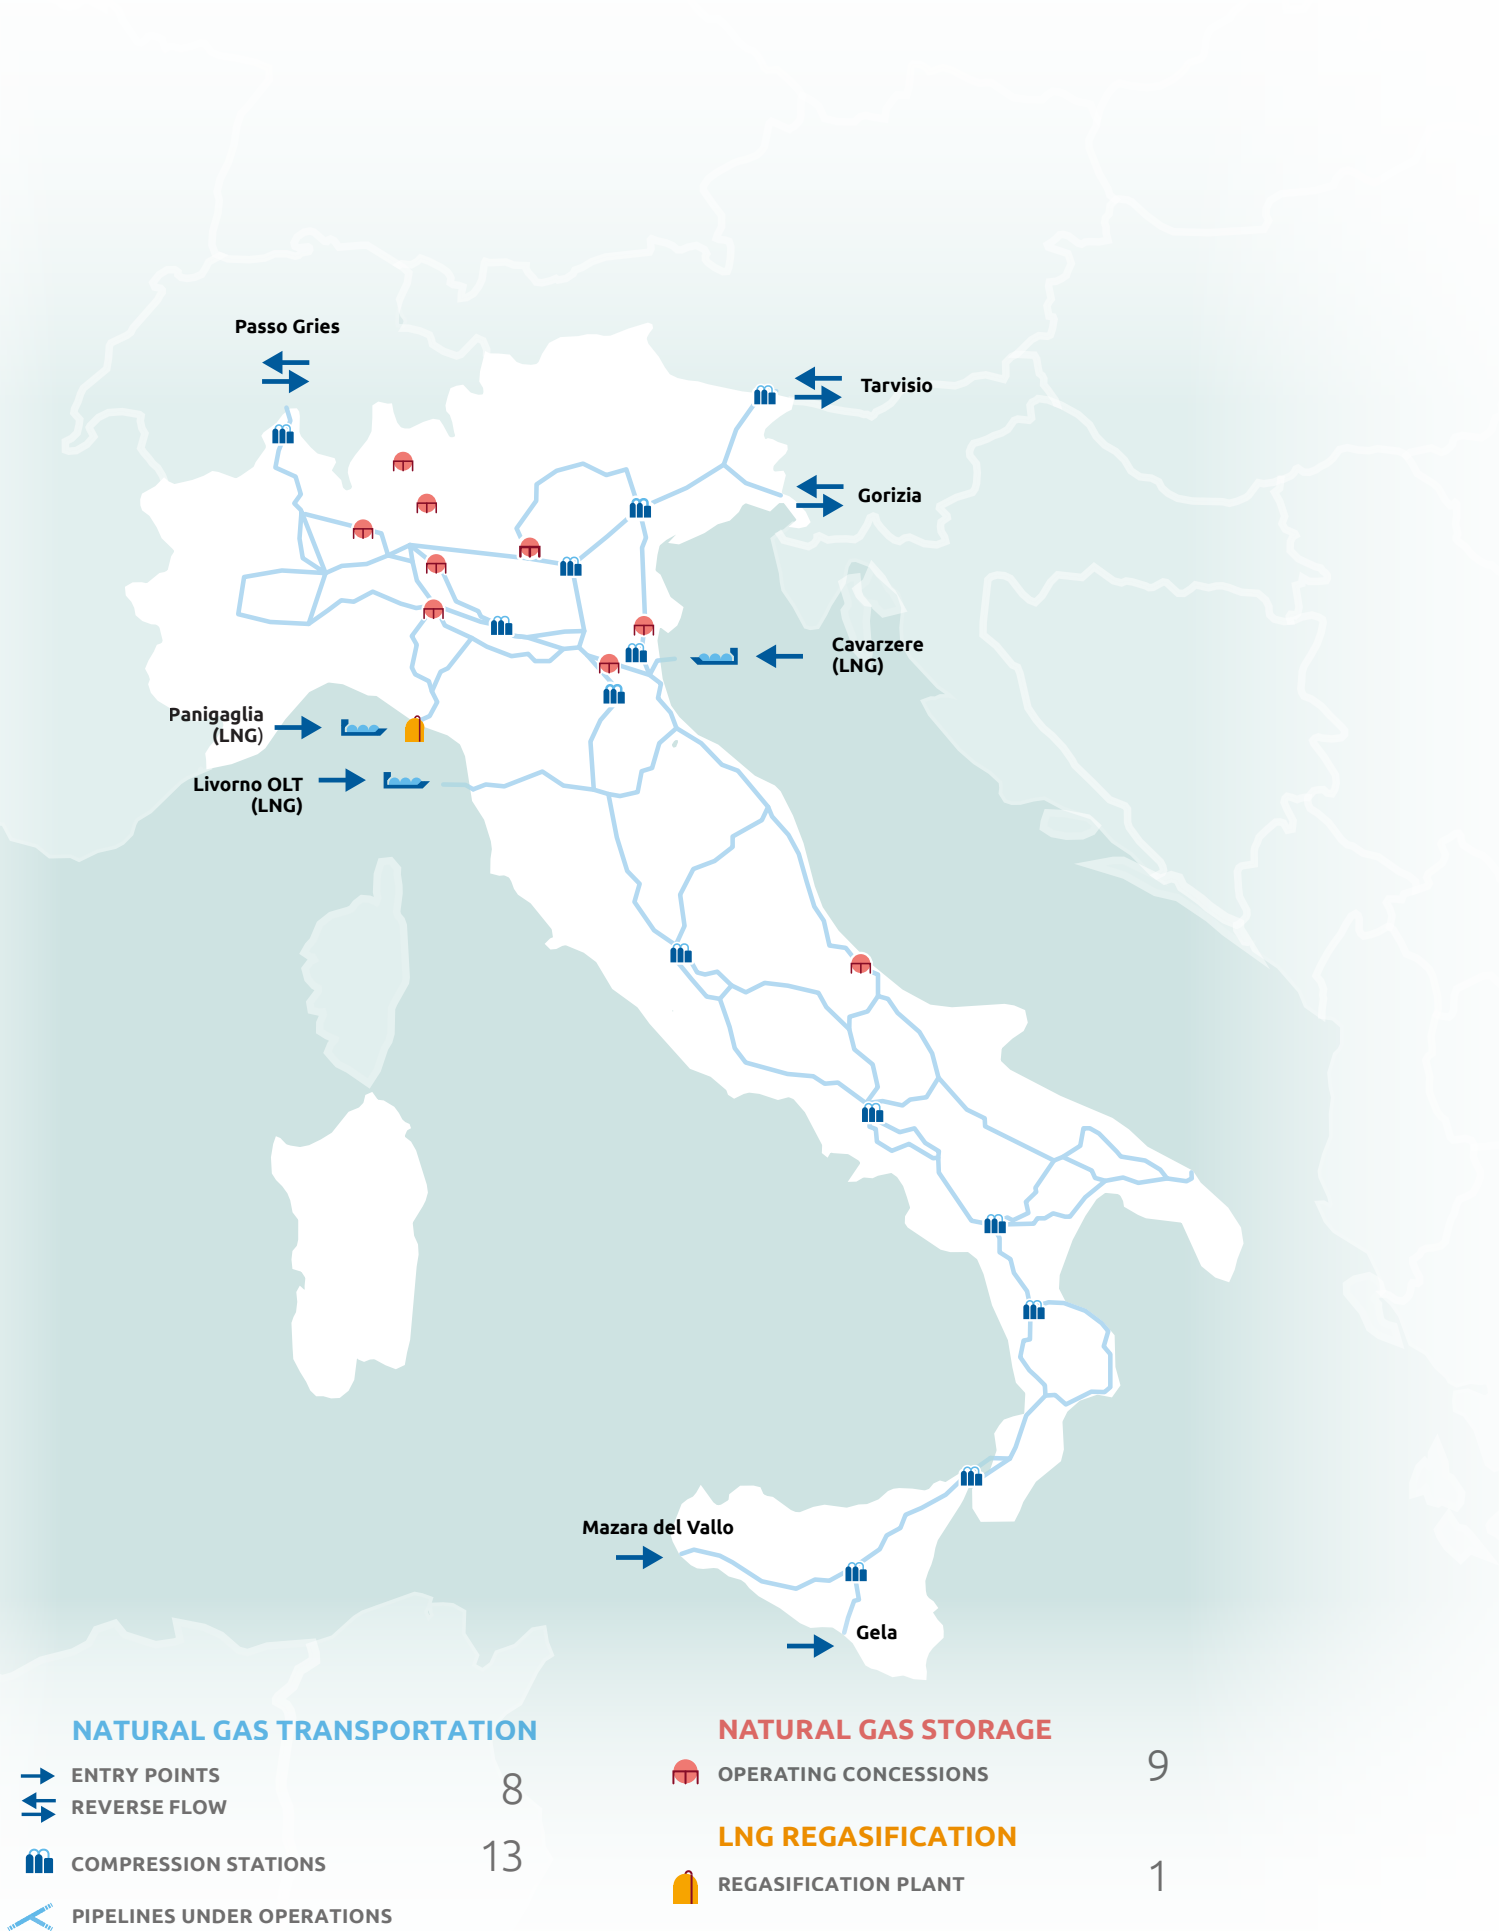 Passo Gries
Tarvisio
Gorizia
Cavarzere
(LNG)
Panigaglia
(LNG)
Livorno OLT
(LNG)
Mazara del Vallo
Gela
NATURAL GAS TRANSPORTATION
ENTRY POINTS
REVERSE FLOW
8
COMPRESSION STATIONS
13
PIPELINES UNDER OPERATIONS
NATURAL GAS STORAGE
OPERATING CONCESSIONS
9
LNG REGASIFICATION
REGASIFICATION PLANT
1